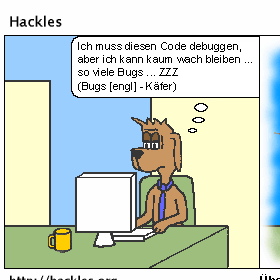 Hackles
Ich muss diesen Code debuggen,
aber ich kann kaum wach bleiben ...
so viele Bugs ... ZZZ
(Bugs [engl] - Käfer)
http://hackles.org